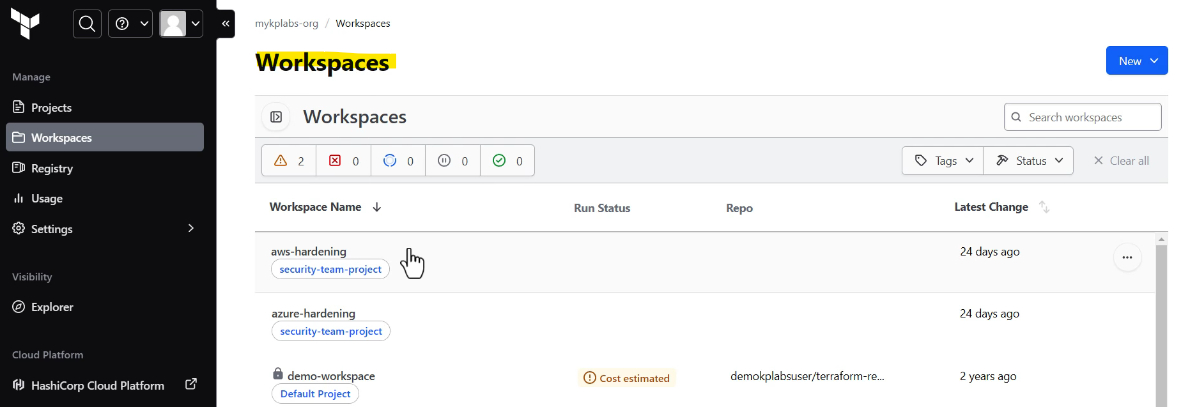 mykplabs-org / Workspaces
Workspaces
New
Manage
Projects
Workspaces
Registry
Usage
Settings
Visibility
Explorer
Cloud Platform
HashiCorp Cloud Platform
Workspaces
Search workspaces
2 0 0 0 0
Tags Status Clear all
Workspace Name Run Status Repo Latest Change
aws-hardening 24 days ago
security-team-project
azure-hardening 24 days ago
security-team-project
demo-workspace Cost estimated demokplabsuser/terraform-re... 2 years ago
Default Project